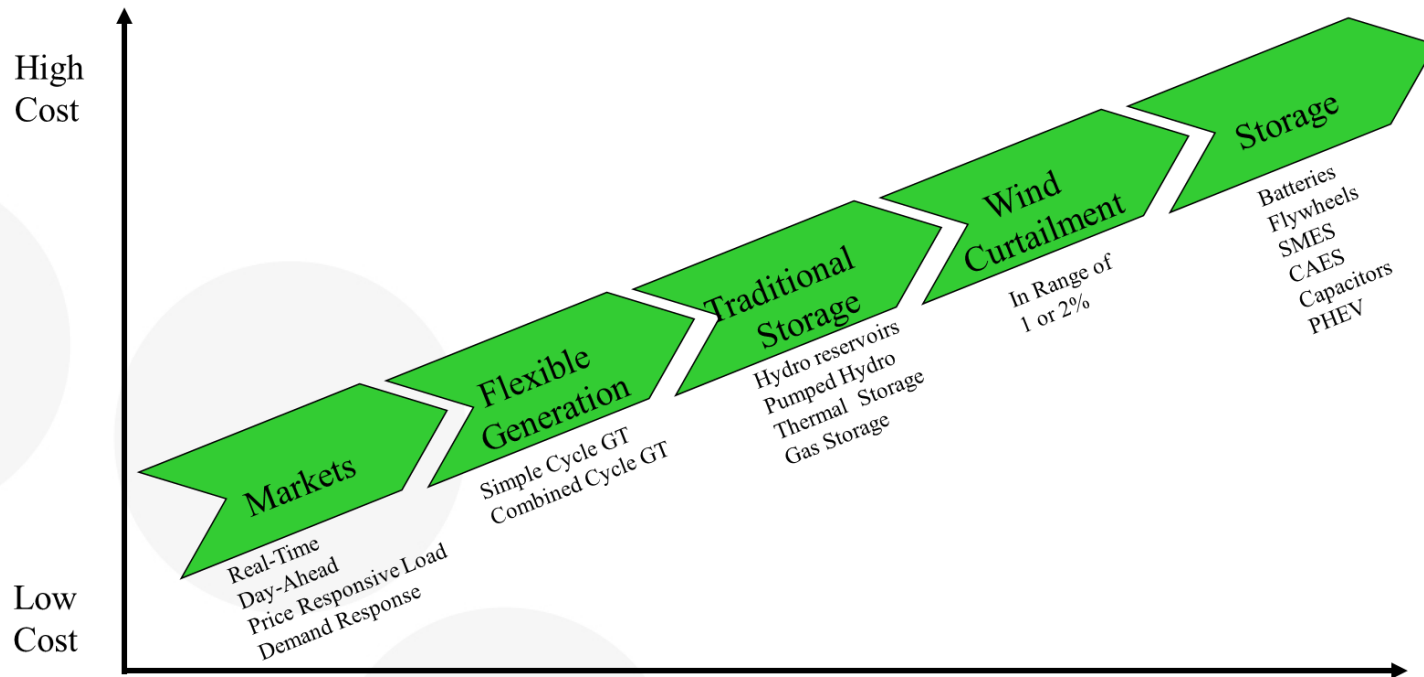 High
Cost
Low
Cost
Markets
Real-Time
Day-Ahead
Price Responsive Load
Demand Response
Flexible
Generation
Simple Cycle GT
Combined Cycle GT
Traditional
Storage
Hydro reservoirs
Pumped Hydro
Thermal Storage
Gas Storage
Wind
Curtailment
In Range of
1 or 2%
Storage
Batteries
Flywheels
SMES
CAES
Capacitors
PHEV